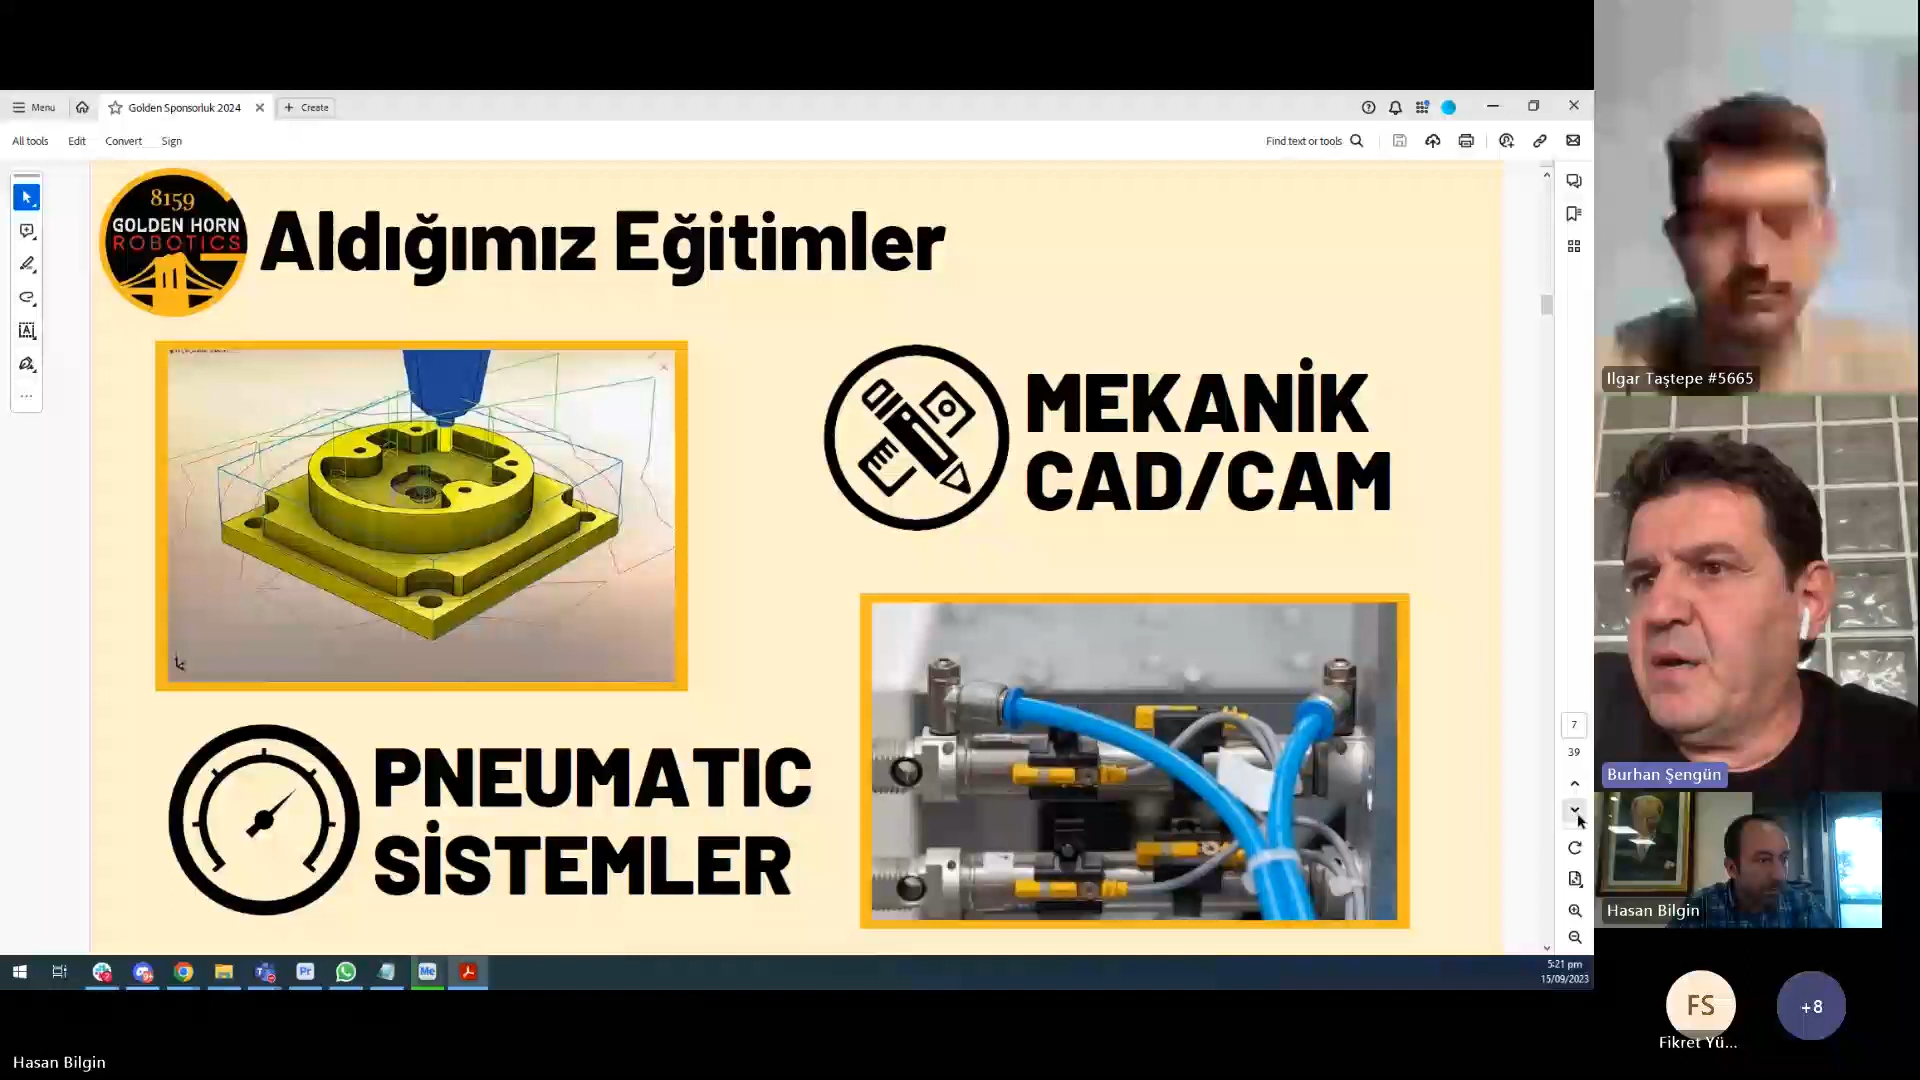 Menu
Golden Sponsorluk 2024
Create
All tools
Edit
Convert
Sign
Find text or tools
8159
GOLDEN HORN
ROBOTICS
Aldığımız Eğitimler
MEKANİK
CAD/CAM
PNEUMATIC
SİSTEMLER
7
39
Pr
Me
5:21 pm
15/09/2023
Ilgar Taştepe #5665
Burhan Şengün
Hasan Bilgin
FS
Fikret Yü...
+8
Hasan Bilgin